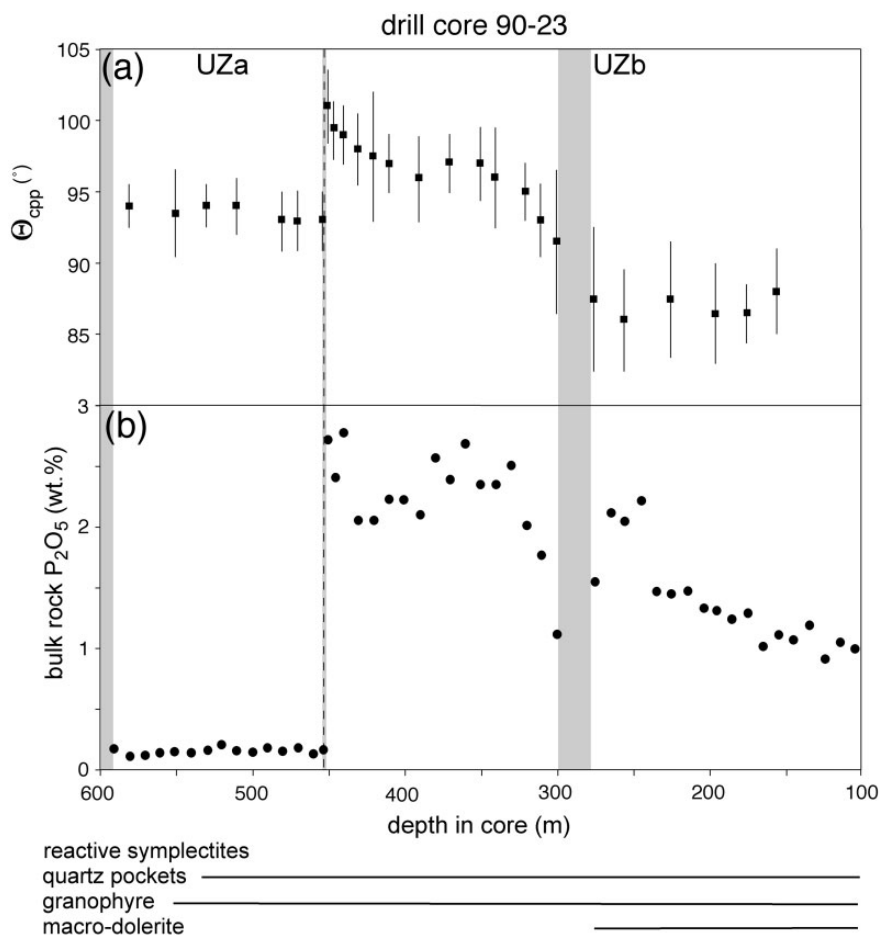 drill core 90-23
(a)
UZa
UZb
105
100
95
90
85
Θcpp (°)
(b)
3
2
1
0
bulk rock P₂O₅ (wt.%)
600 500 400 300 200 100
depth in core (m)
reactive symplectites
quartz pockets
granophyre
macro-dolerite